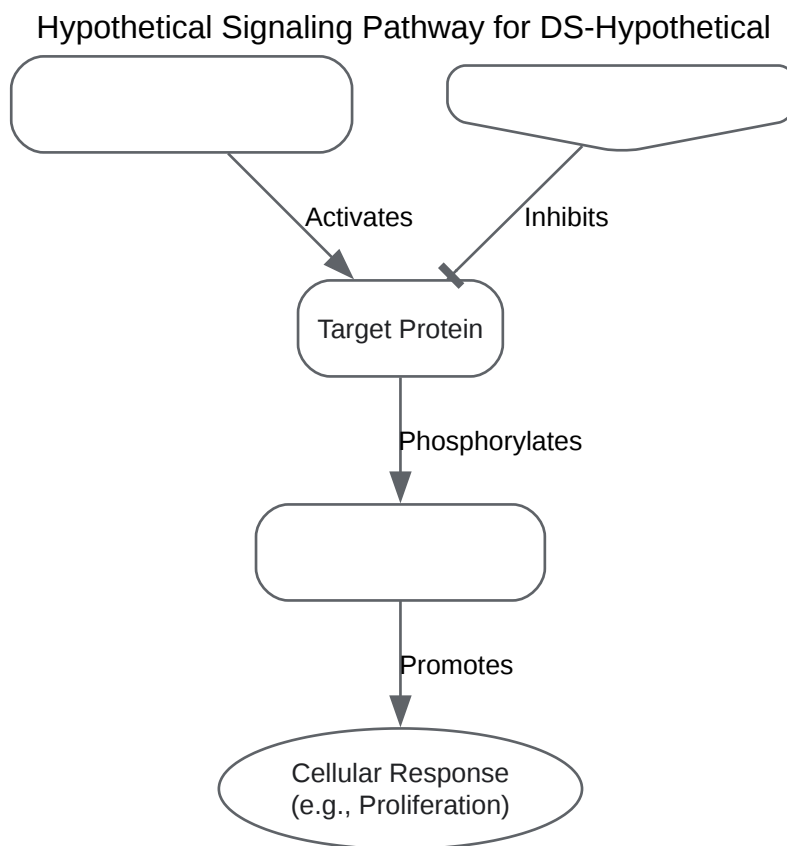 Hypothetical Signaling Pathway for DS-Hypothetical
Activates
Inhibits
Target Protein
Phosphorylates
Promotes
Cellular Response
(e.g., Proliferation)